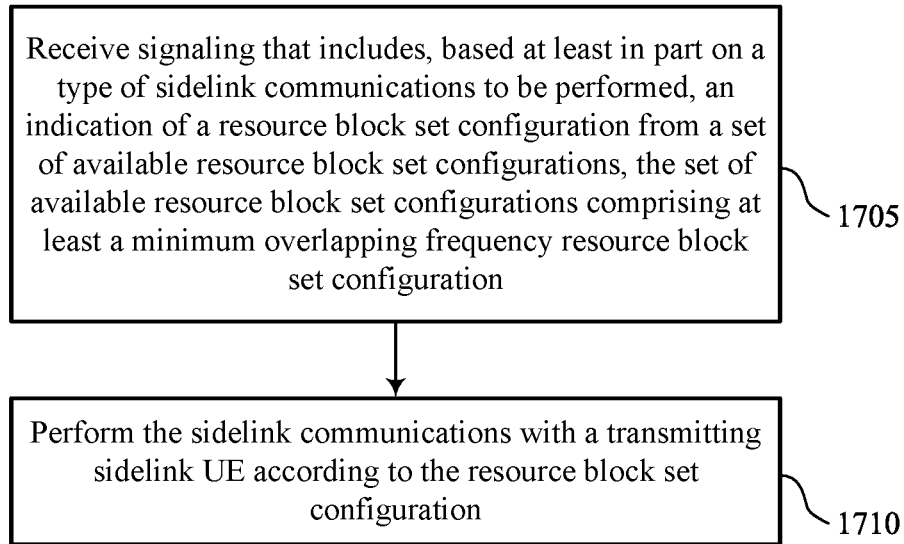 Receive signaling that includes, based at least in part on a
type of sidelink communications to be performed, an
indication of a resource block set configuration from a set
of available resource block set configurations, the set of
available resource block set configurations comprising at
least a minimum overlapping frequency resource block
set configuration
1705
Perform the sidelink communications with a transmitting
sidelink UE according to the resource block set
configuration
1710